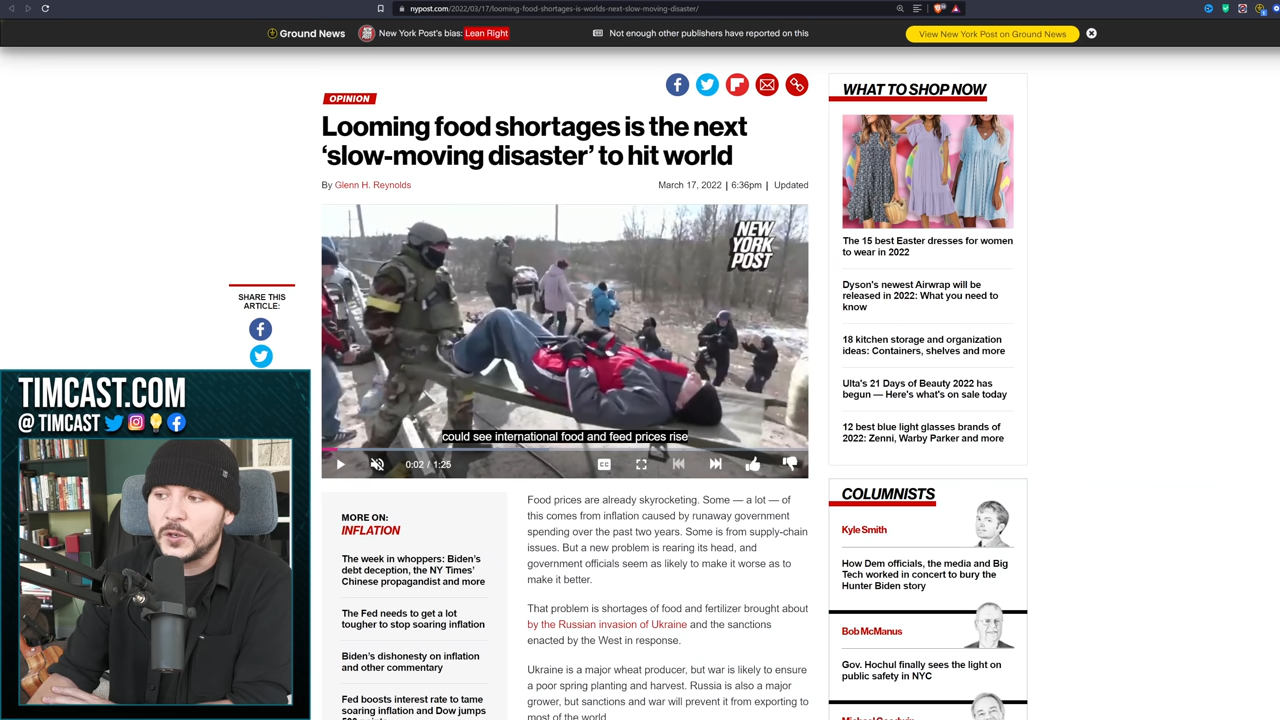 nypost.com/2022/03/17/looming-food-shortages-is-worlds-next-slow-moving-disaster/
Ground News
New York Post's bias: Lean Right
Not enough other publishers have reported on this
View New York Post on Ground News
OPINION
Looming food shortages is the next
‘slow-moving disaster’ to hit world
By Glenn H. Reynolds
March 17, 2022 | 6:36pm | Updated
NEW
YORK
POST
could see international food and feed prices rise
0:02 / 1:25
SHARE THIS
ARTICLE:
TIMCAST.COM
@ TIMCAST
MORE ON:
INFLATION
The week in whoppers: Biden’s
debt deception, the NY Times’
Chinese propagandist and more
The Fed needs to get a lot
tougher to stop soaring inflation
Biden’s dishonesty on inflation
and other commentary
Fed boosts interest rate to tame
soaring inflation and Dow jumps
Food prices are already skyrocketing. Some — a lot — of
this comes from inflation caused by runaway government
spending over the past two years. Some is from supply-chain
issues. But a new problem is rearing its head, and
government officials seem as likely to make it worse as to
make it better.
That problem is shortages of food and fertilizer brought about
by the Russian invasion of Ukraine and the sanctions
enacted by the West in response.
Ukraine is a major wheat producer, but war is likely to ensure
a poor spring planting and harvest. Russia is also a major
grower, but sanctions and war will prevent it from exporting to
most of the world.
WHAT TO SHOP NOW
The 15 best Easter dresses for women
to wear in 2022
Dyson's newest Airwrap will be
released in 2022: What you need to
know
18 kitchen storage and organization
ideas: Containers, shelves and more
Ulta's 21 Days of Beauty 2022 has
begun — Here's what's on sale today
12 best blue light glasses brands of
2022: Zenni, Warby Parker and more
COLUMNISTS
Kyle Smith
How Dem officials, the media and Big
Tech worked in concert to bury the
Hunter Biden story
Bob McManus
Gov. Hochul finally sees the light on
public safety in NYC
Michael Goodwin